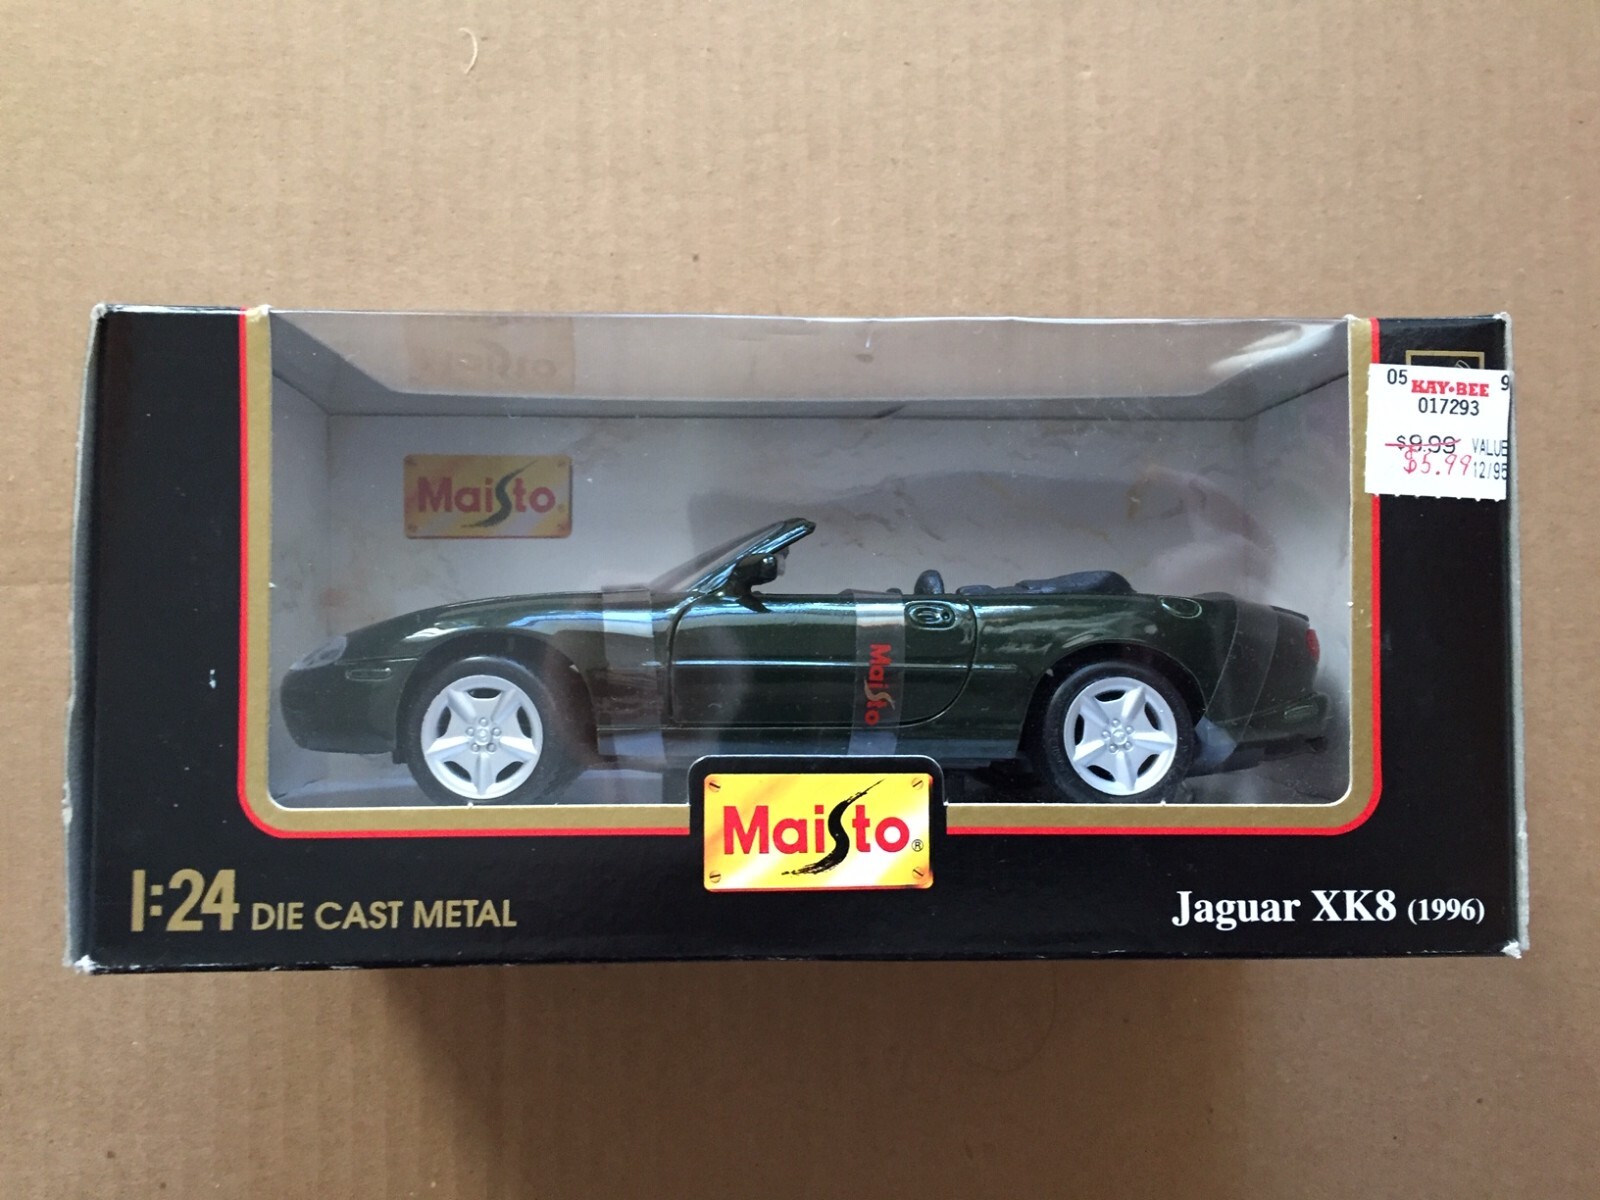 05 KAY•BEE 9
017293
$9.99 VALUE
$5.99 12/95
Maisto®
Maisto
Maisto®
1:24 DIE CAST METAL
Jaguar XK8 (1996)